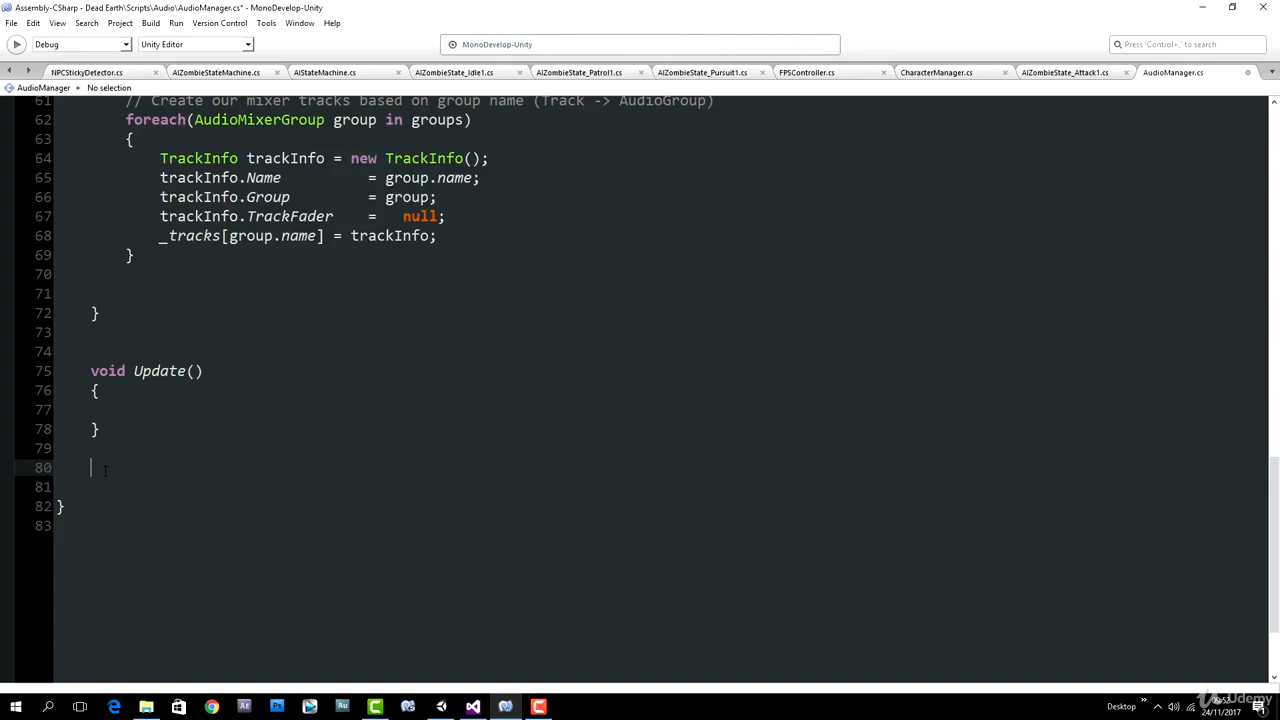 Assembly-CSharp - Dead Earth\Scripts\Audio\AudioManager.cs* - MonoDevelop-Unity
File Edit View Search Project Build Run Version Control Tools Window Help
Debug Unity Editor MonoDevelop-Unity Press 'Control+,' to search
NPCStickyDetector.cs AIZombieStateMachine.cs AIStateMachine.cs AIZombieState_Idle1.cs AIZombieState_Patrol1.cs AIZombieState_Pursuit1.cs FPSController.cs CharacterManager.cs AIZombieState_Attack1.cs AudioManager.cs
AudioManager No selection
61 // Create our mixer tracks based on group name (Track -> AudioGroup)
62 foreach(AudioMixerGroup group in groups)
63 {
64 TrackInfo trackInfo = new TrackInfo();
65 trackInfo.Name = group.name;
66 trackInfo.Group = group;
67 trackInfo.TrackFader = null;
68 _tracks[group.name] = trackInfo;
69 }
70
71
72 }
73
74
75 void Update()
76 {
77
78 }
79
80
81
82 }
83
Desktop
24/11/2017
Udemy